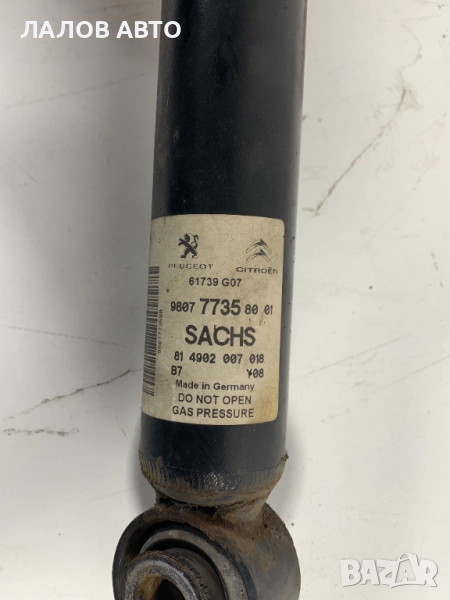 ЛАЛОВ АВТО
PEUGEOT CITROËN
61739 G07
9807 7735 80 01
SACHS
81 4902 007 018
B7 Y08
Made in Germany
DO NOT OPEN
GAS PRESSURE
BAZAR